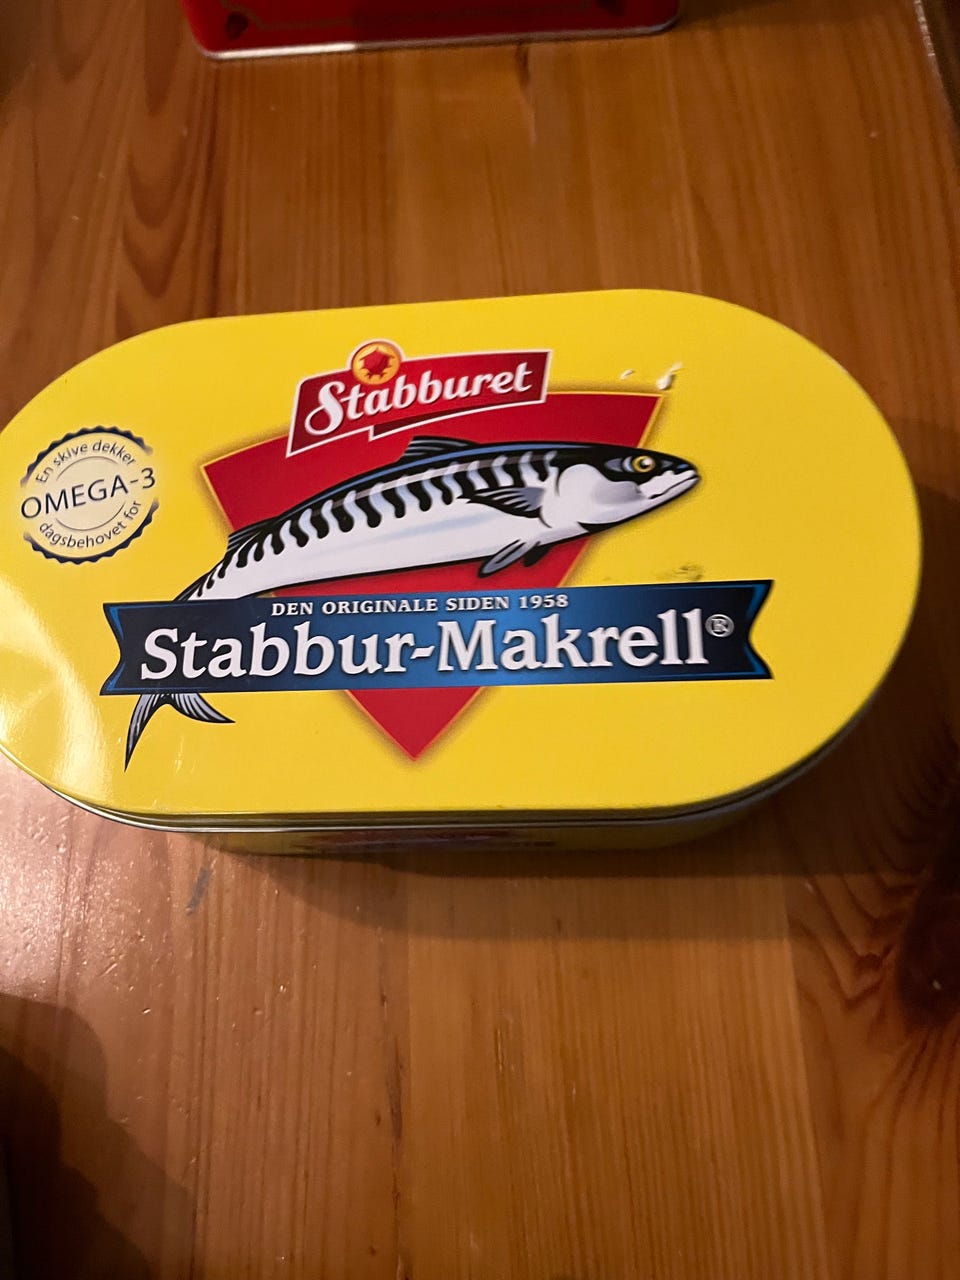 Stabburet
En skive dekker
OMEGA-3
dagsbehovet for
DEN ORIGINALE SIDEN 1958
Stabbur-Makrell®